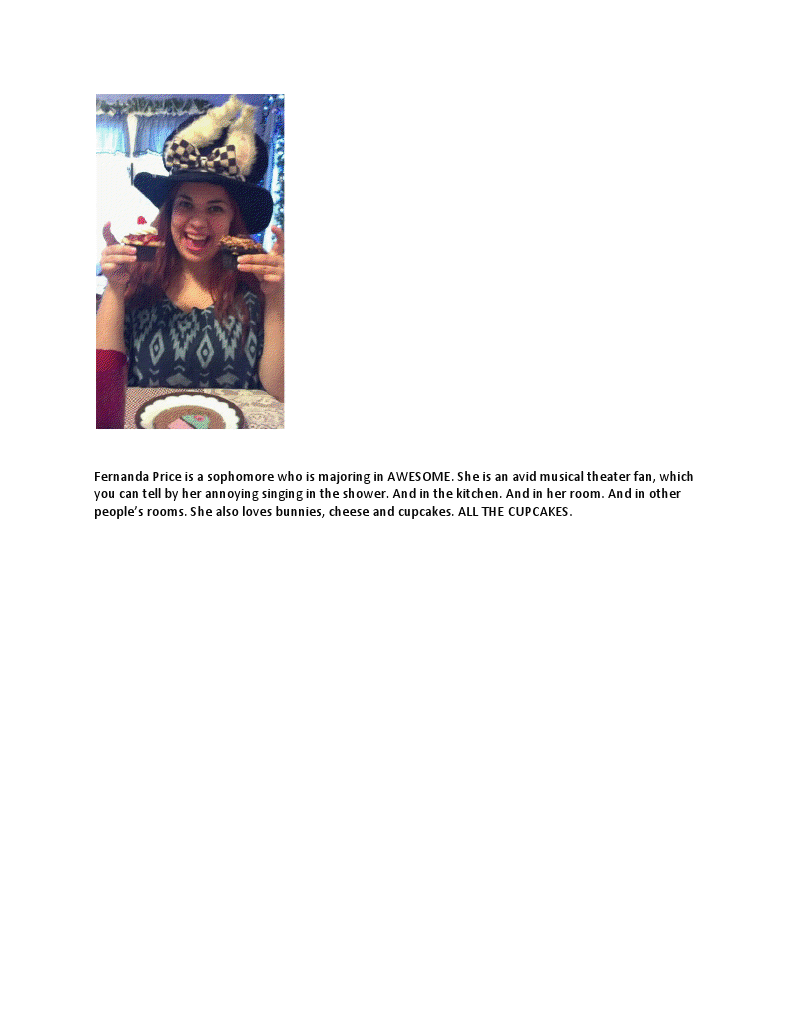 Fernanda Price is a sophomore who is majoring in AWESOME. She is an avid musical theater fan, which
you can tell by her annoying singing in the shower. And in the kitchen. And in her room. And in other
people’s rooms. She also loves bunnies, cheese and cupcakes. ALL THE CUPCAKES.